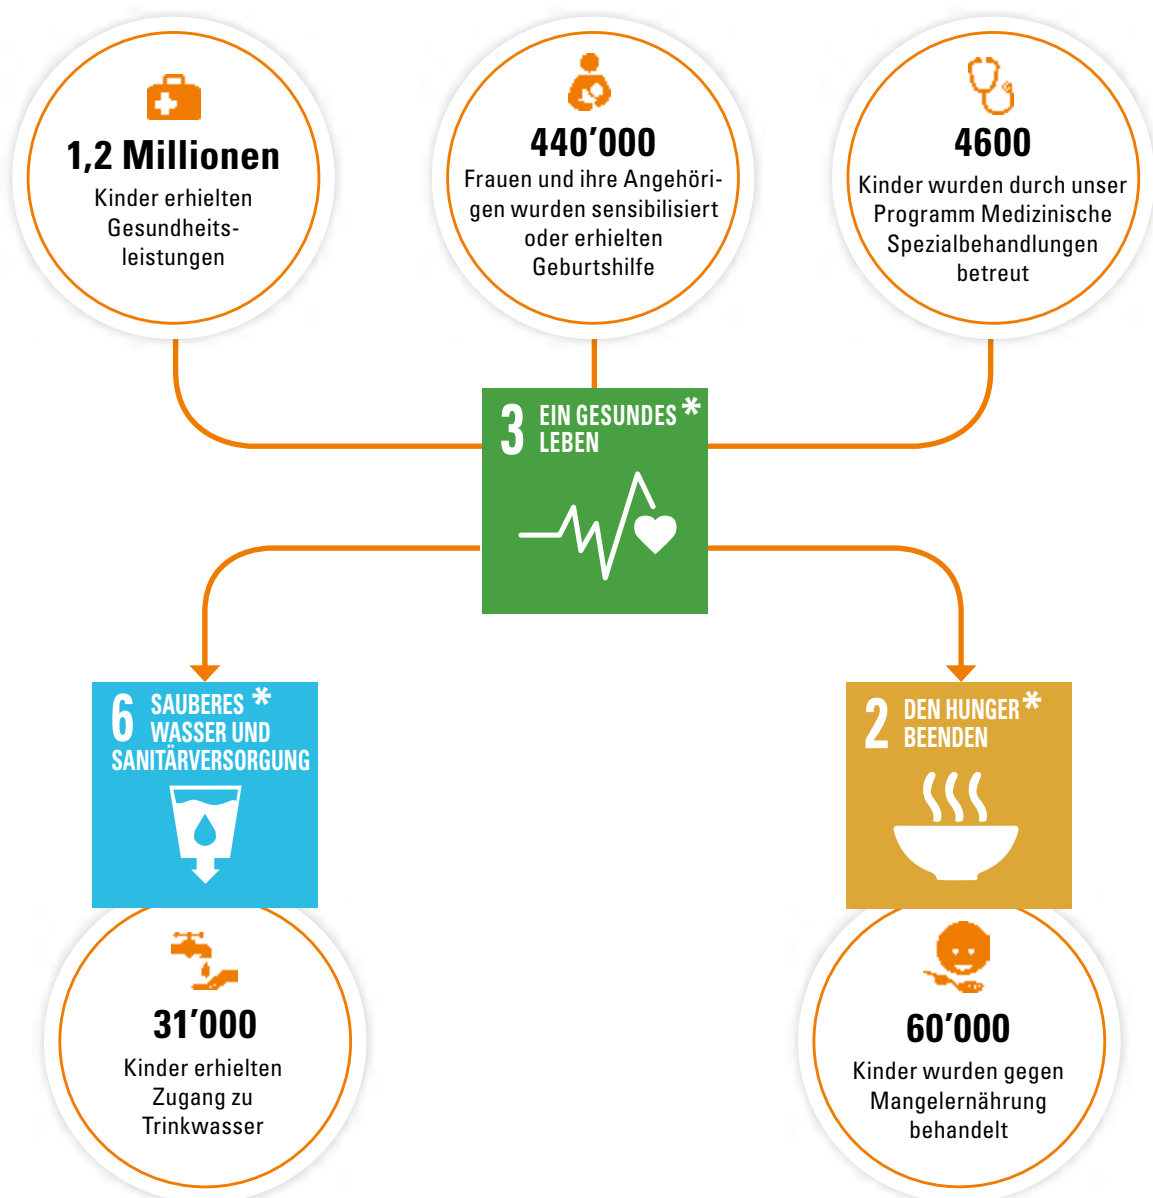 1,2 Millionen
Kinder erhielten
Gesundheits-
leistungen
440’000
Frauen und ihre Angehöri-
gen wurden sensibilisiert
oder erhielten
Geburtshilfe
4600
Kinder wurden durch unser
Programm Medizinische
Spezialbehandlungen
betreut
3 EIN GESUNDES *
LEBEN
6 SAUBERES *
WASSER UND
SANITÄRVERSORGUNG
2 DEN HUNGER *
BEENDEN
31’000
Kinder erhielten
Zugang zu
Trinkwasser
60’000
Kinder wurden gegen
Mangelernährung
behandelt